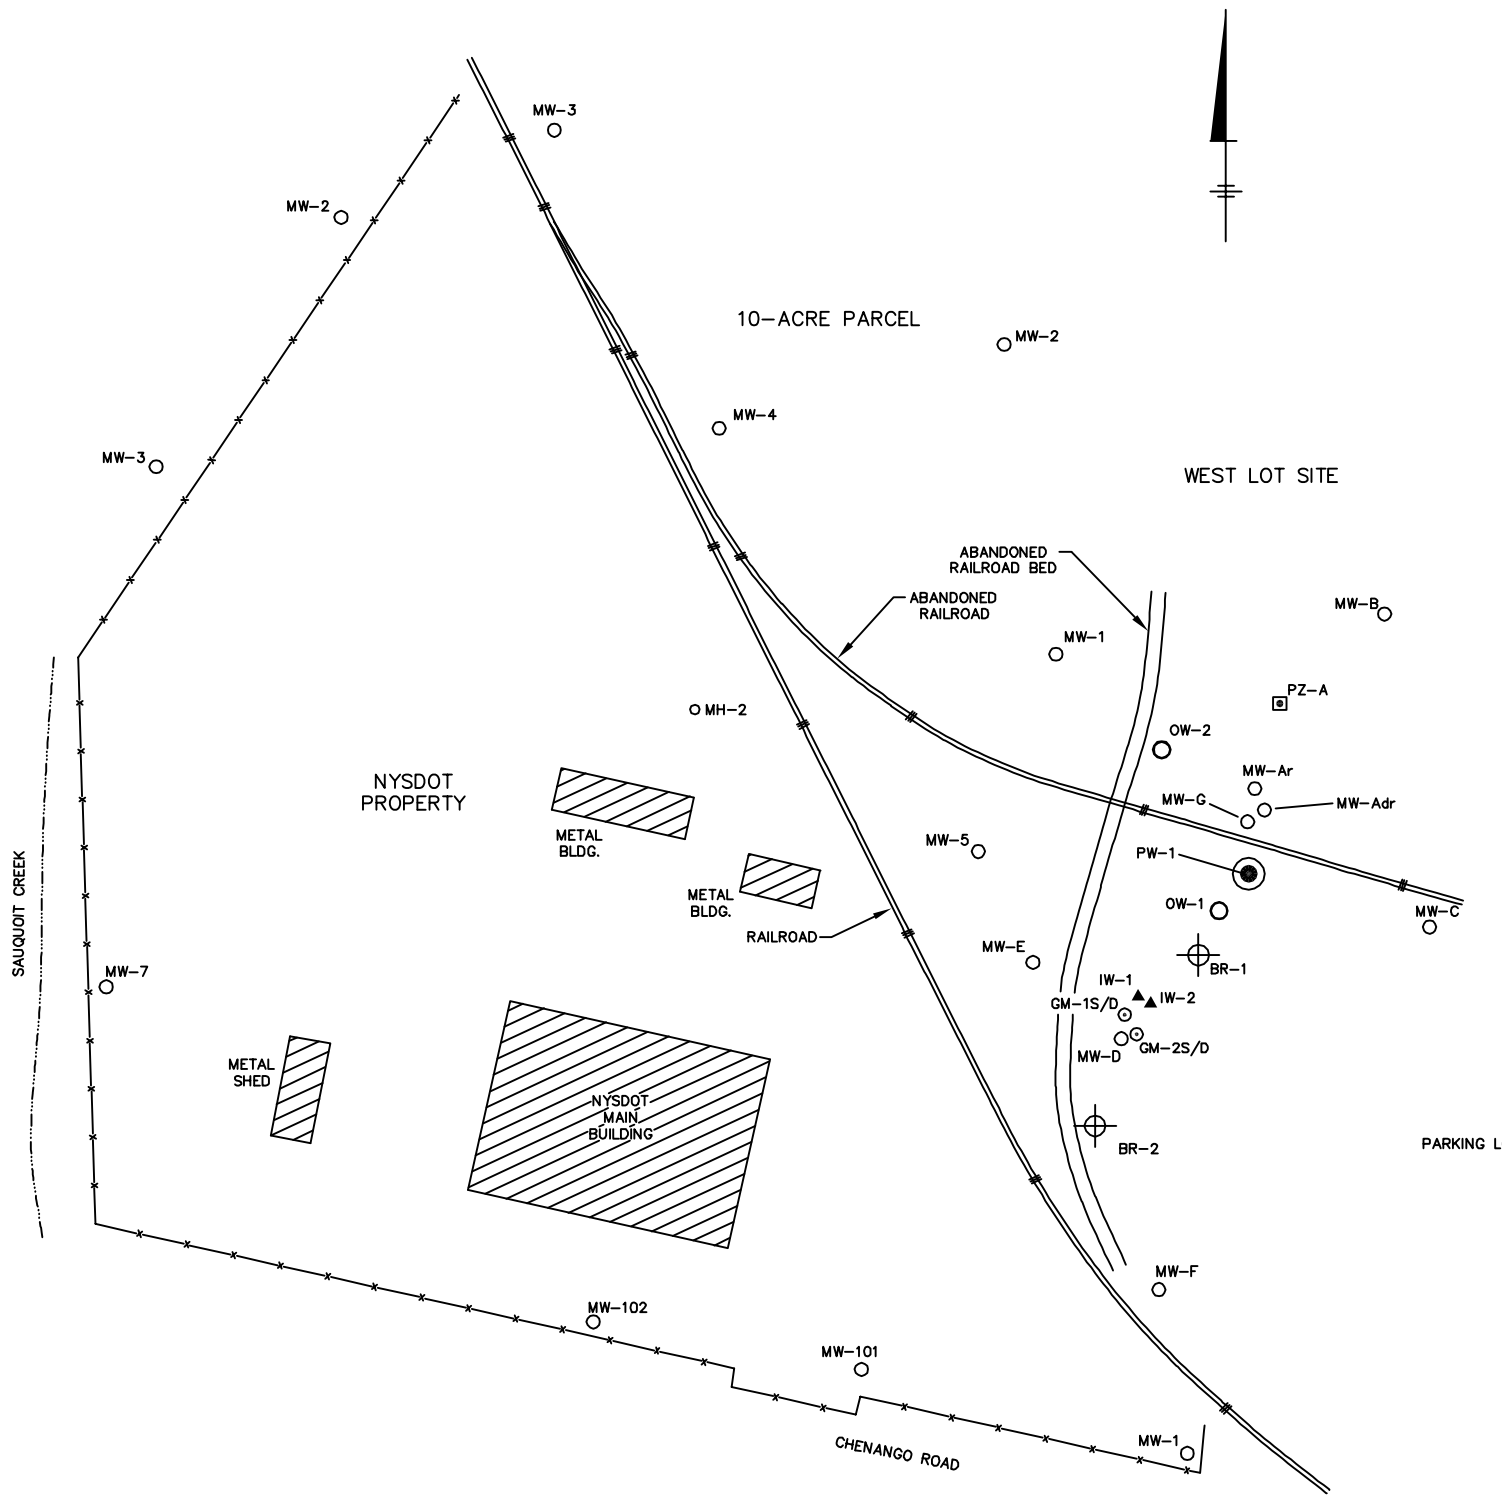 MW-3
MW-2
10-ACRE PARCEL
MW-2
MW-4
MW-3
WEST LOT SITE
ABANDONED
RAILROAD BED
ABANDONED
RAILROAD
MW-B
MW-1
PZ-A
MH-2
OW-2
NYSDOT
PROPERTY
MW-Ar
MW-G
MW-Adr
METAL
BLDG.
MW-5
PW-1
METAL
BLDG.
OW-1
MW-C
RAILROAD
SAUQUOIT CREEK
MW-E
MW-7
BR-1
IW-1
IW-2
GM-1S/D
GM-2S/D
MW-D
METAL
SHED
NYSDOT
MAIN
BUILDING
BR-2
PARKING L
MW-F
MW-102
MW-101
MW-1
CHENANGO ROAD